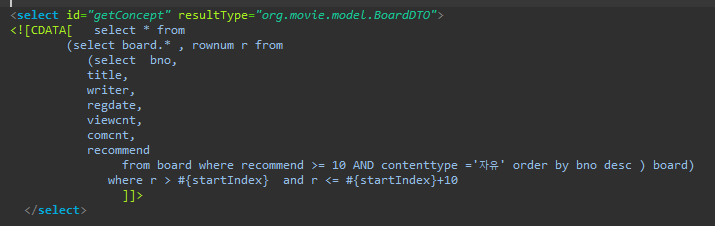 <select id="getConcept" resultType="org.movie.model.BoardDTO">
<![CDATA[   select * from
(select board.* , rownum r from
(select  bno,
title,
writer,
regdate,
viewcnt,
comcnt,
recommend
from board where recommend >= 10 AND contenttype ='자유' order by bno desc ) board)
where r > #{startIndex}  and r <= #{startIndex}+10
]]>
</select>